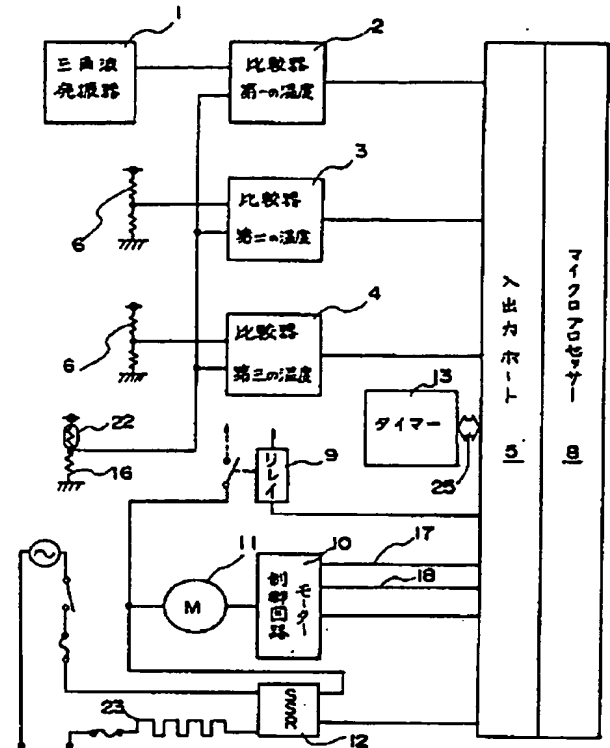 1
三角波
発振器
2
比較器
第一の温度
3
比較器
第二の温度
6
4
比較器
第三の温度
6
22
16
リレイ
9
13
タイマー
25
入出力ポート
5
マイクロプロセッサー
8
11
M
10
モーター
制御回路
17
18
23
SSR
12